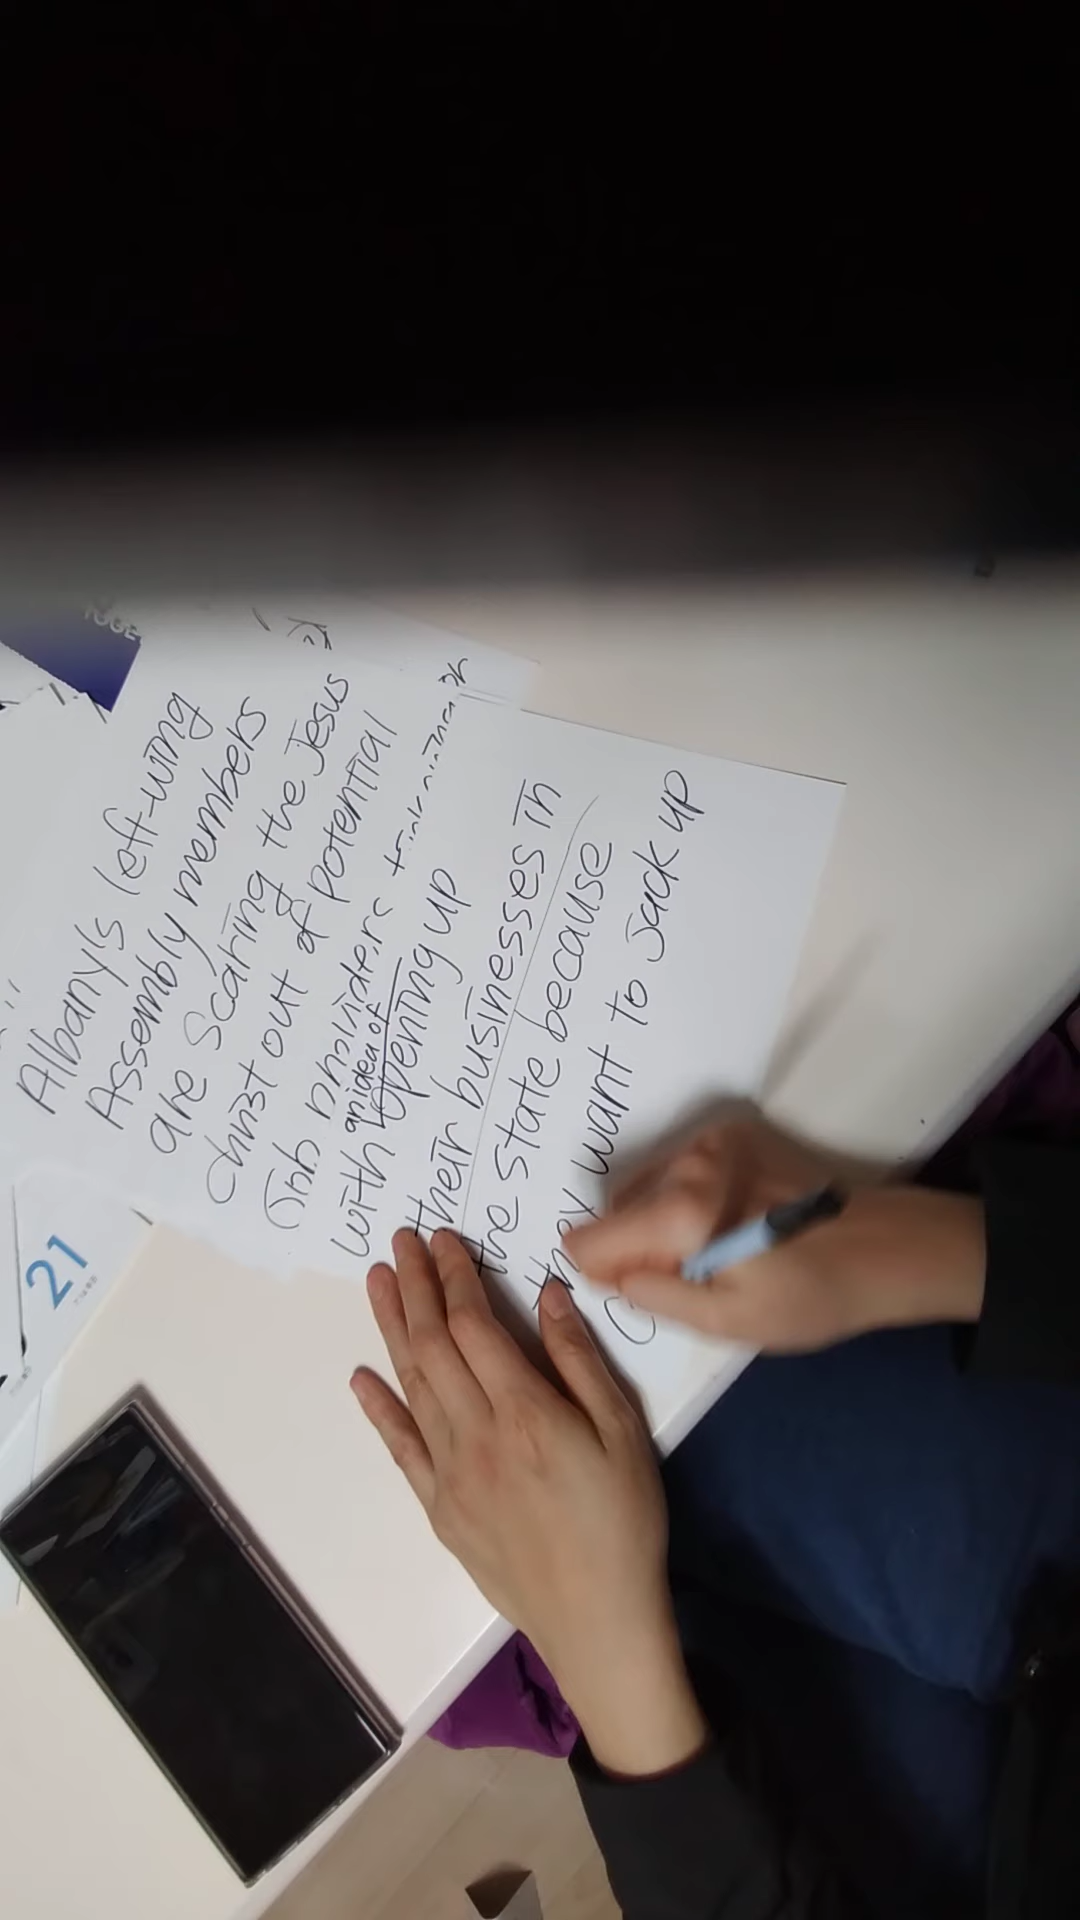 Albany's left-wing
Assembly members
are scaring the Jesus
christ out of potential
Job
an idea of
with opening up
their businesses in
the state because
they want to jack up
21